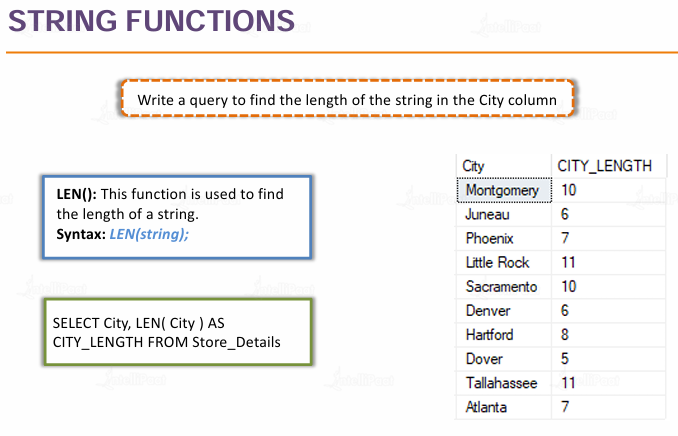 STRING FUNCTIONS
Write a query to find the length of the string in the City column
LEN(): This function is used to find
the length of a string.
Syntax: LEN(string);
SELECT City, LEN( City ) AS
CITY_LENGTH FROM Store_Details
City CITY_LENGTH
Montgomery 10
Juneau 6
Phoenix 7
Little Rock 11
Sacramento 10
Denver 6
Hartford 8
Dover 5
Tallahassee 11
Atlanta 7